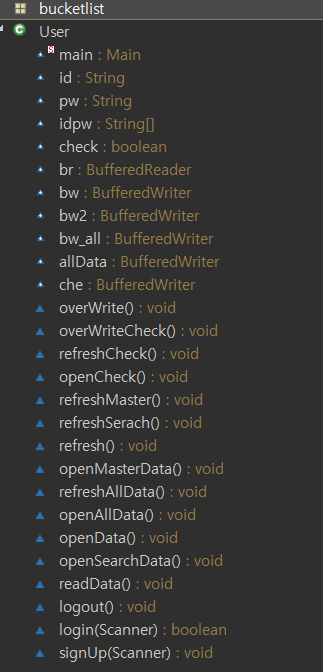 bucketlist
User
main : Main
id : String
pw : String
idpw : String[]
check : boolean
br : BufferedReader
bw : BufferedWriter
bw2 : BufferedWriter
bw_all : BufferedWriter
allData : BufferedWriter
che : BufferedWriter
overWrite() : void
overWriteCheck() : void
refreshCheck() : void
openCheck() : void
refreshMaster() : void
refreshSerach() : void
refresh() : void
openMasterData() : void
refreshAllData() : void
openAllData() : void
openData() : void
openSearchData() : void
readData() : void
logout() : void
login(Scanner) : boolean
signUp(Scanner) : void